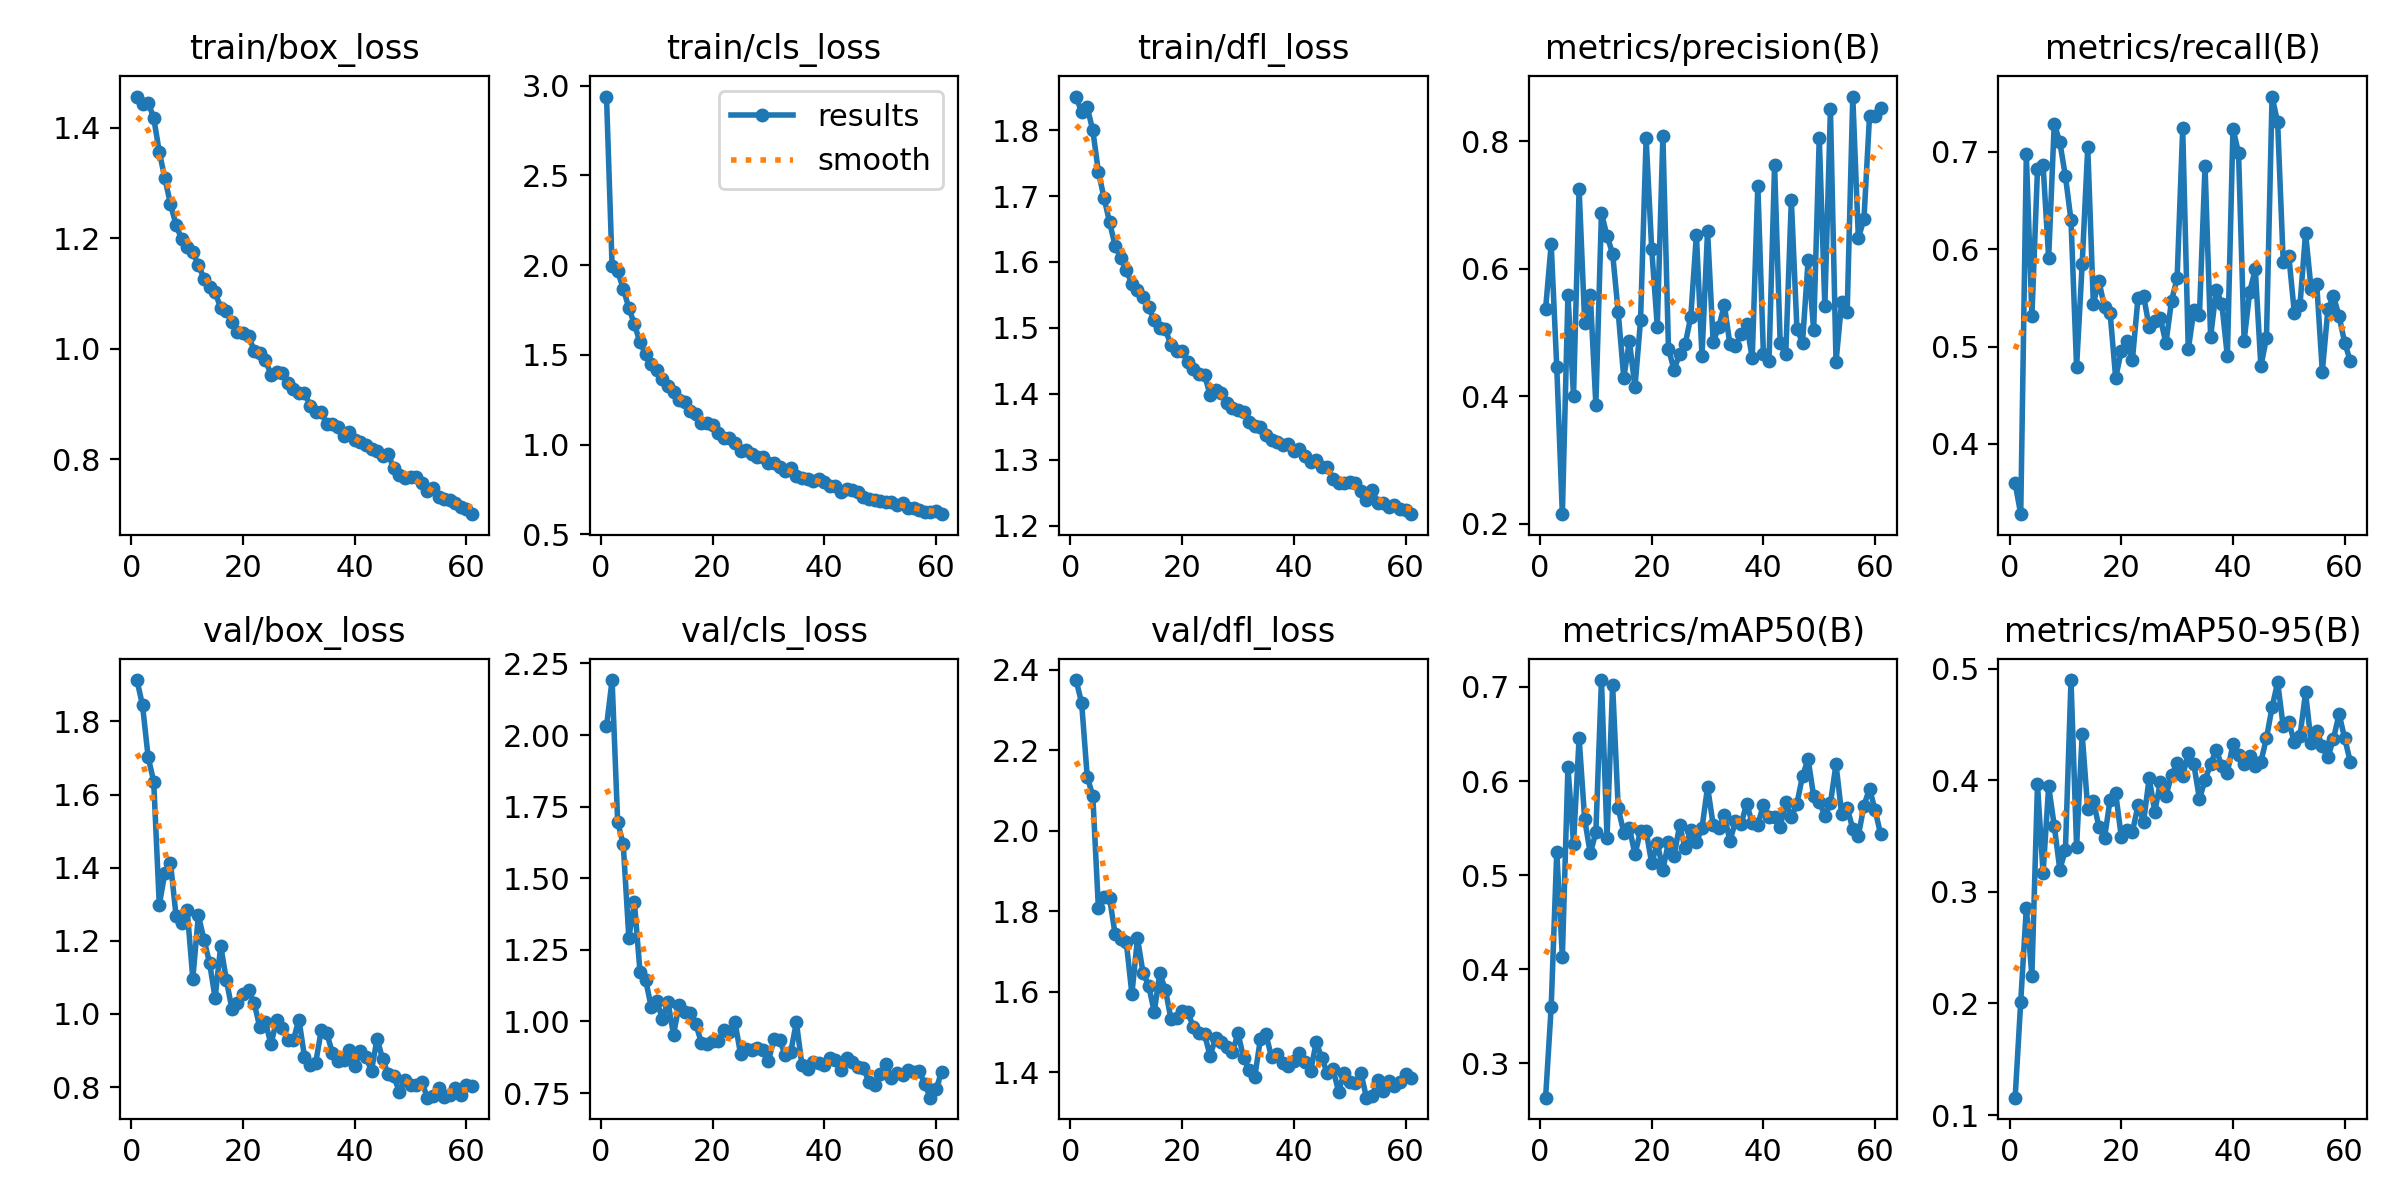 train/box_loss
1.4
1.2
1.0
0.8
0 20 40 60
train/cls_loss
results
smooth
3.0
2.5
2.0
1.5
1.0
0.5
0 20 40 60
train/dfl_loss
1.8
1.7
1.6
1.5
1.4
1.3
1.2
0 20 40 60
metrics/precision(B)
0.8
0.6
0.4
0.2
0 20 40 60
metrics/recall(B)
0.7
0.6
0.5
0.4
0 20 40 60
val/box_loss
1.8
1.6
1.4
1.2
1.0
0.8
0 20 40 60
val/cls_loss
2.25
2.00
1.75
1.50
1.25
1.00
0.75
0 20 40 60
val/dfl_loss
2.4
2.2
2.0
1.8
1.6
1.4
0 20 40 60
metrics/mAP50(B)
0.7
0.6
0.5
0.4
0.3
0 20 40 60
metrics/mAP50-95(B)
0.5
0.4
0.3
0.2
0.1
0 20 40 60